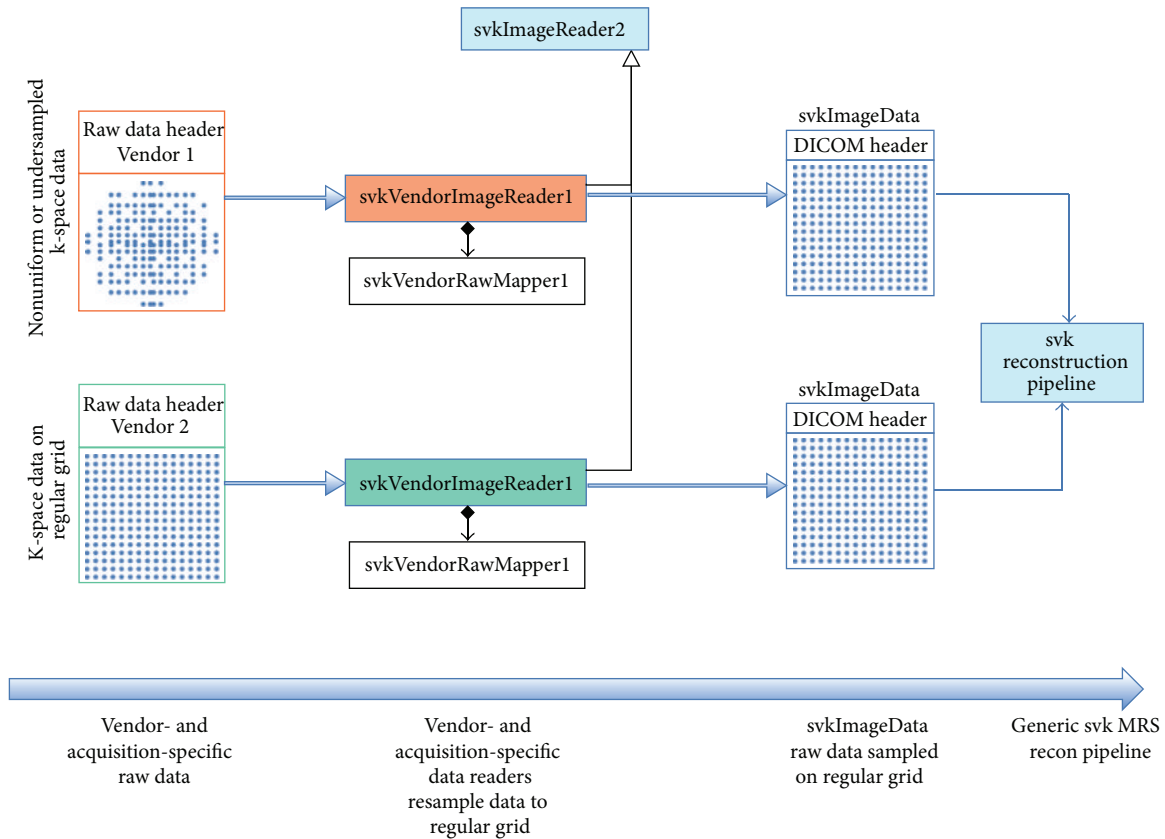 svkImageReader2
Nonuniform or undersampled
k-space data
Raw data header
Vendor 1
svkVendorImageReader1
svkVendorRawMapper1
svkImageData
DICOM header
svk
reconstruction
pipeline
K-space data on
regular grid
Raw data header
Vendor 2
svkVendorImageReader1
svkVendorRawMapper1
svkImageData
DICOM header
Vendor- and
acquisition-specific
raw data
Vendor- and
acquisition-specific
data readers
resample data to
regular grid
svkImageData
raw data sampled
on regular grid
Generic svk MRS
recon pipeline